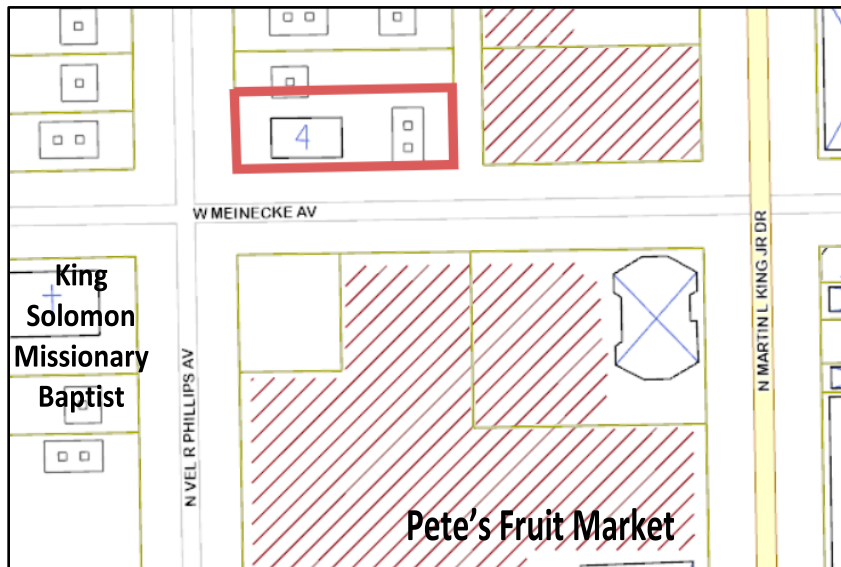 4
W MEINECKE AV
King
Solomon
Missionary
Baptist
N VEL R PHILLIPS AV
N MARTIN L KING JR DR
Pete's Fruit Market